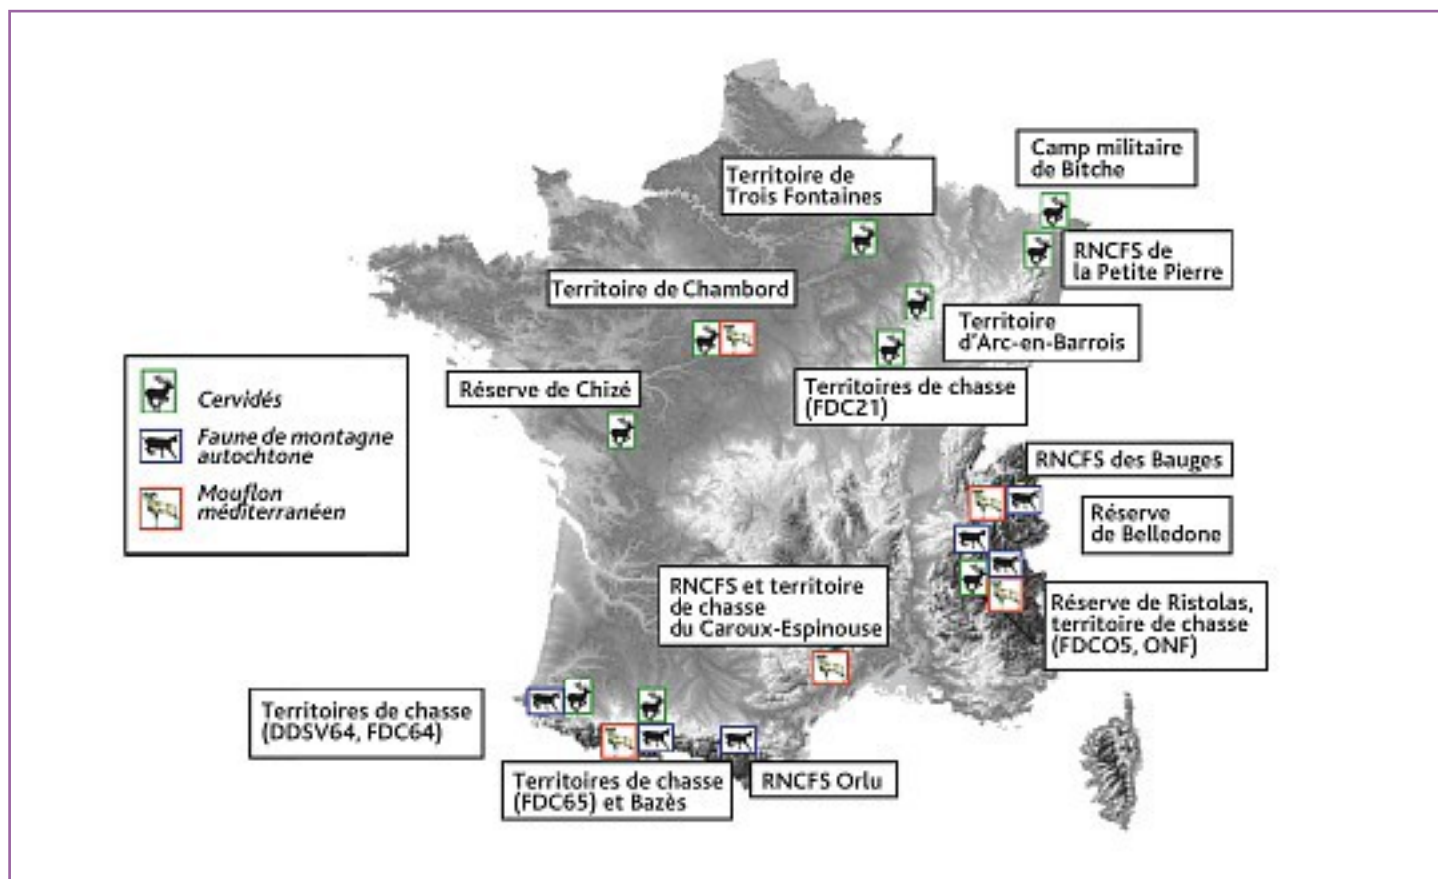 Camp militaire
de Bitche
Territoire de
Trois Fontaines
RNCFS de
la Petite Pierre
Territoire de Chambord
Territoire
d'Arc-en-Barrois
Réserve de Chizé
Territoires de chasse
(FDC21)
Cervidés
Faune de montagne
autochtone
Mouflon
méditerranéen
RNCFS des Bauges
Réserve
de Belledone
RNCFS et territoire
de chasse
du Caroux-Espinouse
Réserve de Ristolas,
territoire de chasse
(FDCO5, ONF)
Territoires de chasse
(DDSV64, FDC64)
Territoires de chasse
(FDC65) et Bazès
RNCFS Orlu